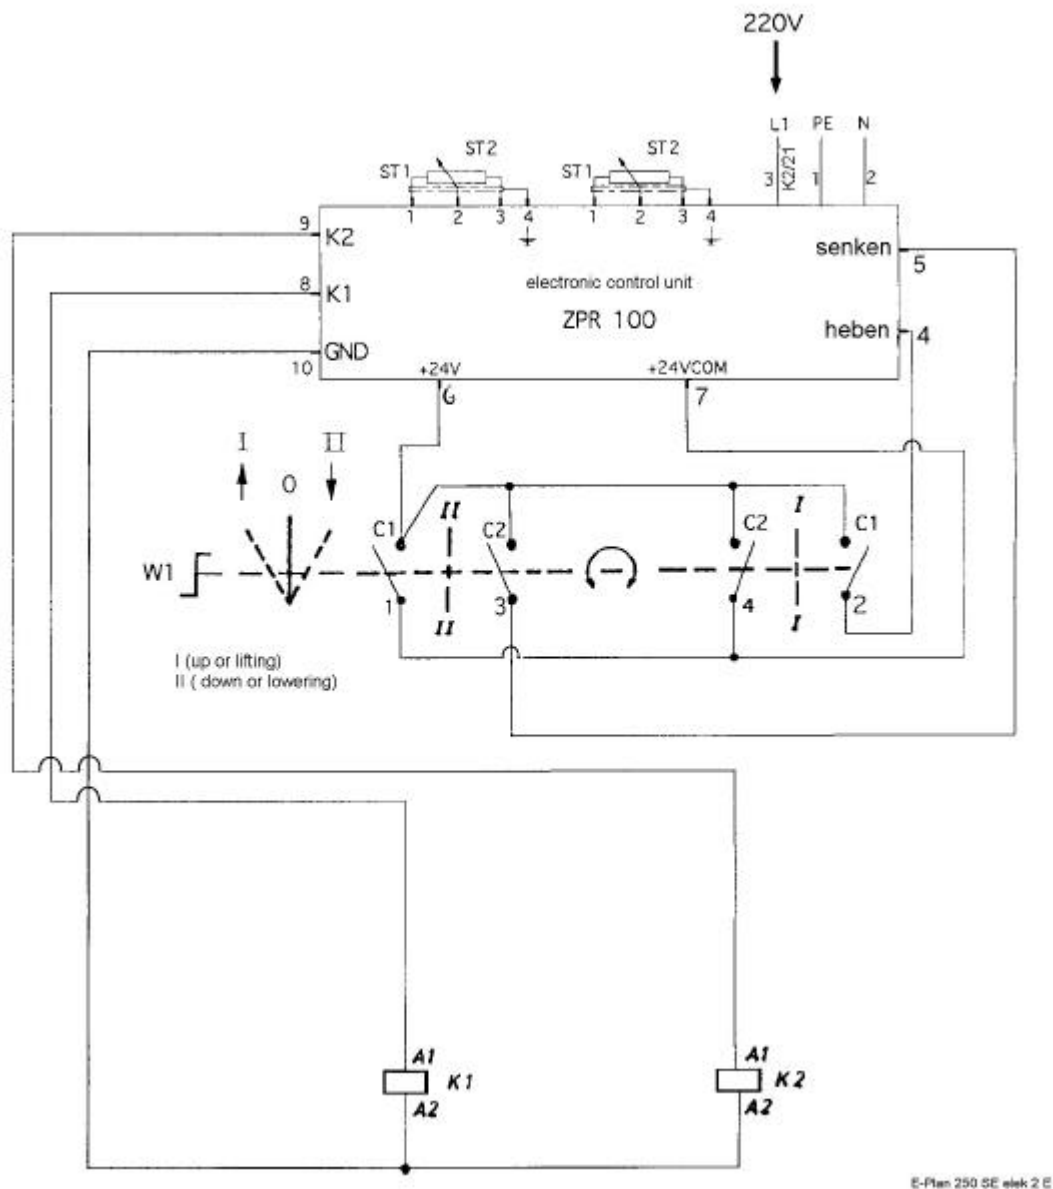 220V
L1 PE N
K2/21
3 1 2
ST1 ST2 ST1 ST2
1 2 3 4 1 2 3 4
9 K2 senken 5
electronic control unit
8 K1
ZPR 100
heben 4
10 GND
+24V +24VCOM
6 7
I II
0
II I
C1 C2 C2 C1
W1
1 3 4 2
II I
I (up or lifting)
II ( down or lowering)
A1 A1
K1 K2
A2 A2
E-Plan 250 SE elek 2 E